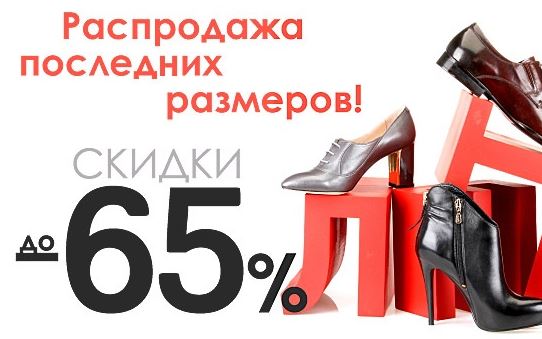 Распродажа
последних
размеров!
СКИДКИ
до 65%